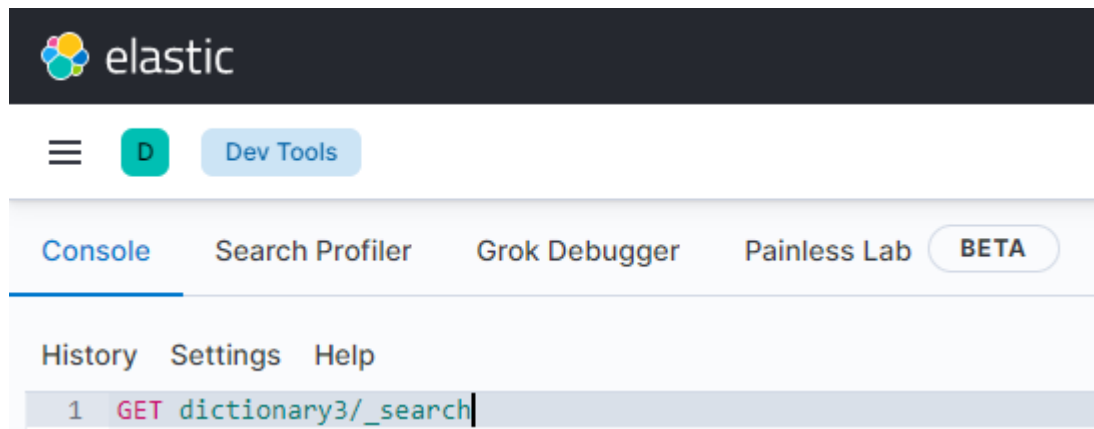 elastic
D Dev Tools
Console Search Profiler Grok Debugger Painless Lab BETA
History Settings Help
1 GET dictionary3/_search